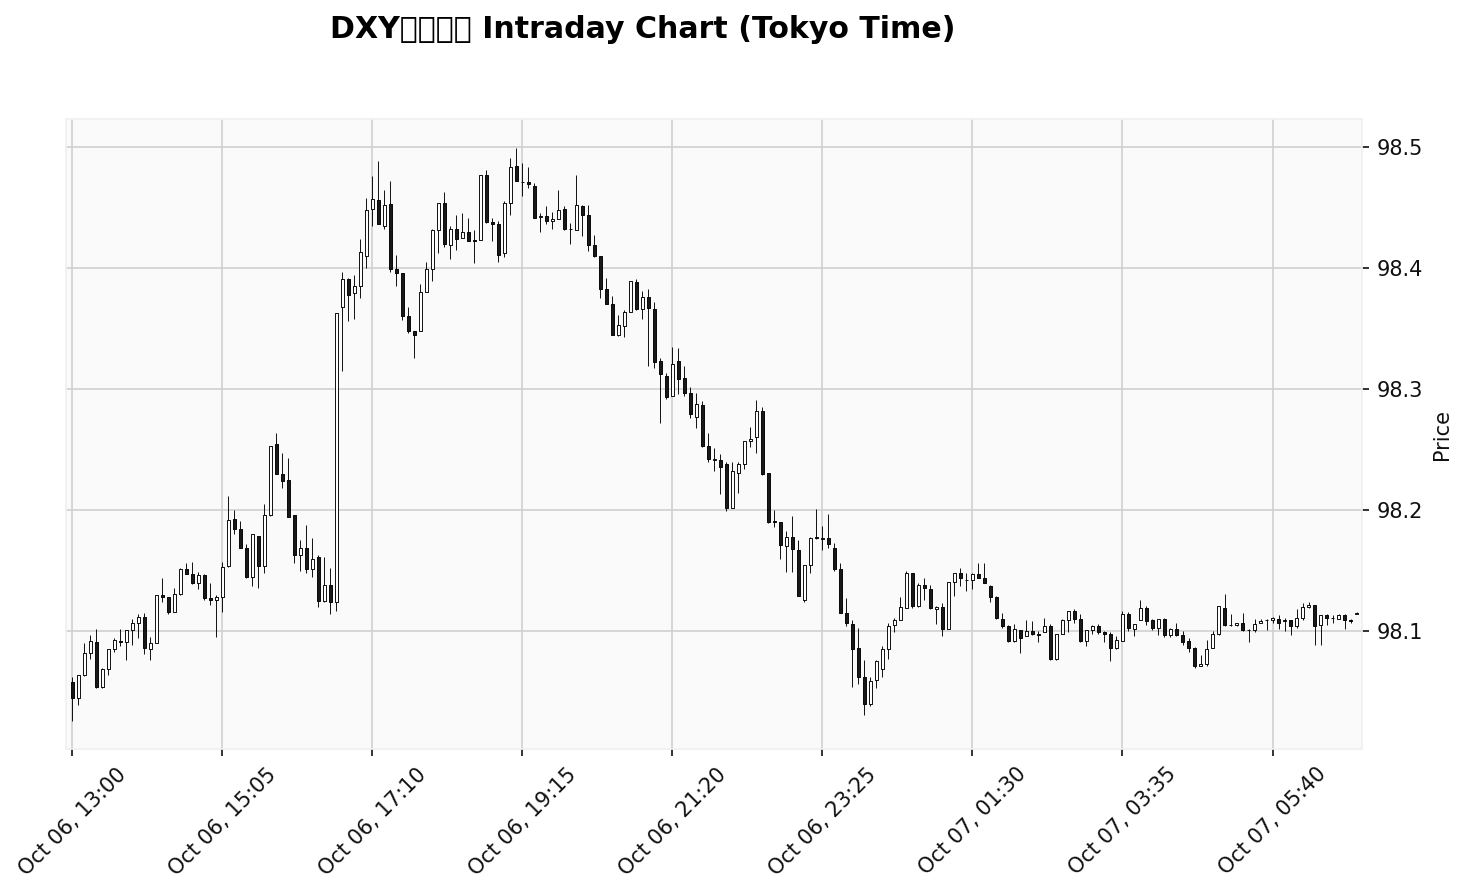 DXY Intraday Chart (Tokyo Time)
98.5
98.4
98.3
98.2
98.1
Price
Oct 06, 13:00
Oct 06, 15:05
Oct 06, 17:10
Oct 06, 19:15
Oct 06, 21:20
Oct 06, 23:25
Oct 07, 01:30
Oct 07, 03:35
Oct 07, 05:40